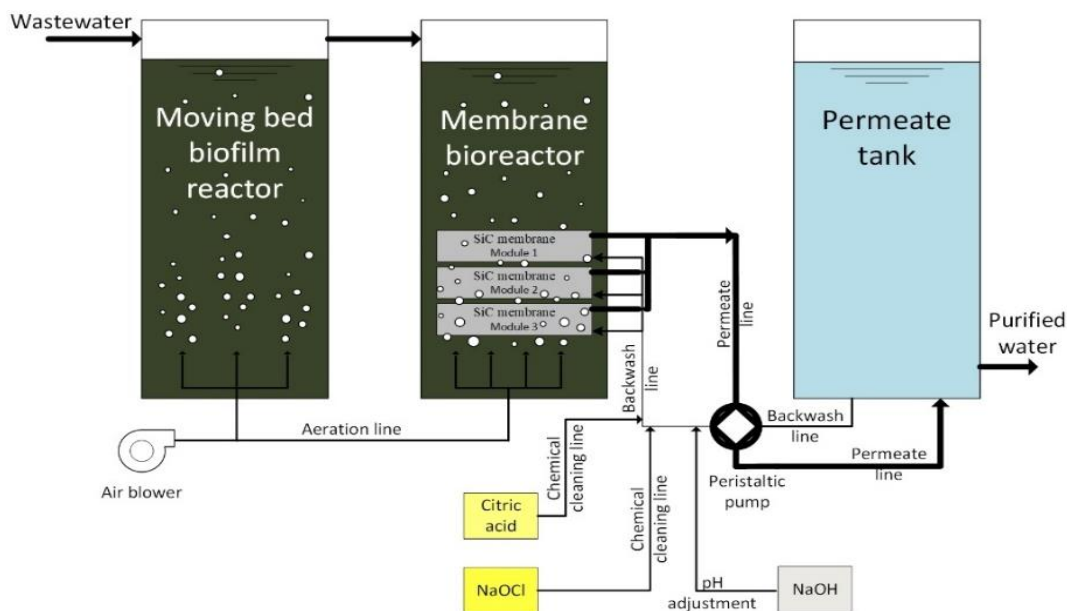 Wastewater
Moving bed
biofilm
reactor
Membrane
bioreactor
Permeate
tank
SiC membrane
Module 1
SiC membrane
Module 2
SiC membrane
Module 3
Permeate
line
Purified
water
Backwash
line
Aeration line
Air blower
Chemical
cleaning line
Chemical
cleaning line
Backwash
line
Permeate
line
Peristaltic
pump
Citric
acid
NaOCl
pH
adjustment
NaOH